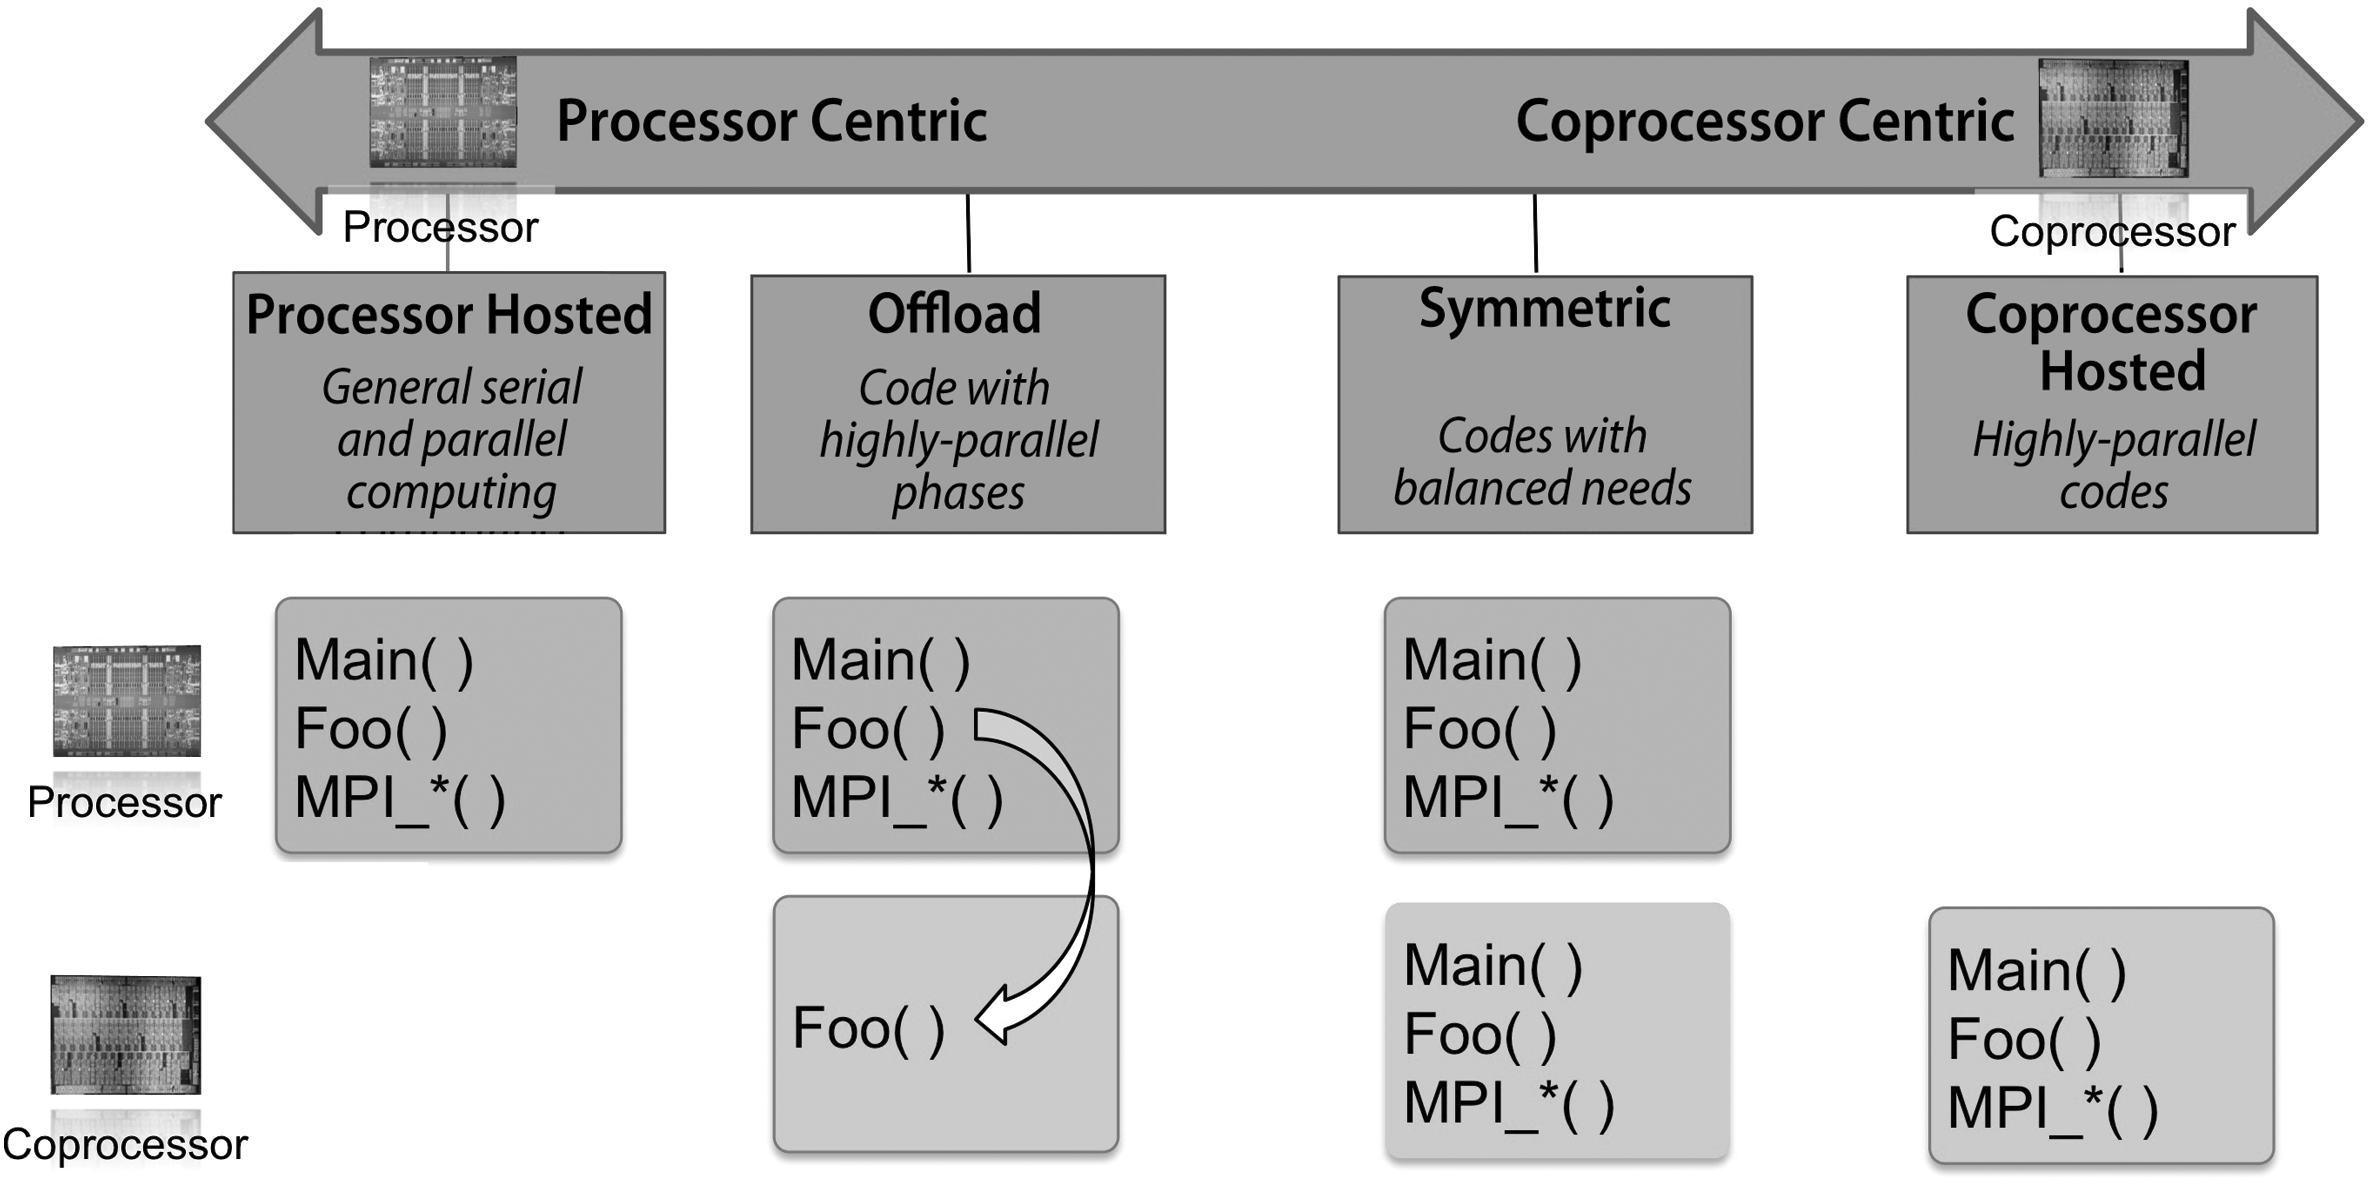 Processor Centric
Coprocessor Centric
Processor
Coprocessor
Processor Hosted
General serial
and parallel
computing
Offload
Code with
highly-parallel
phases
Symmetric
Codes with
balanced needs
Coprocessor
Hosted
Highly-parallel
codes
Processor
Main( )
Foo( )
MPI_*( )
Main( )
Foo( )
MPI_*( )
Main( )
Foo( )
MPI_*( )
Coprocessor
Foo( )
Main( )
Foo( )
MPI_*( )
Main( )
Foo( )
MPI_*( )